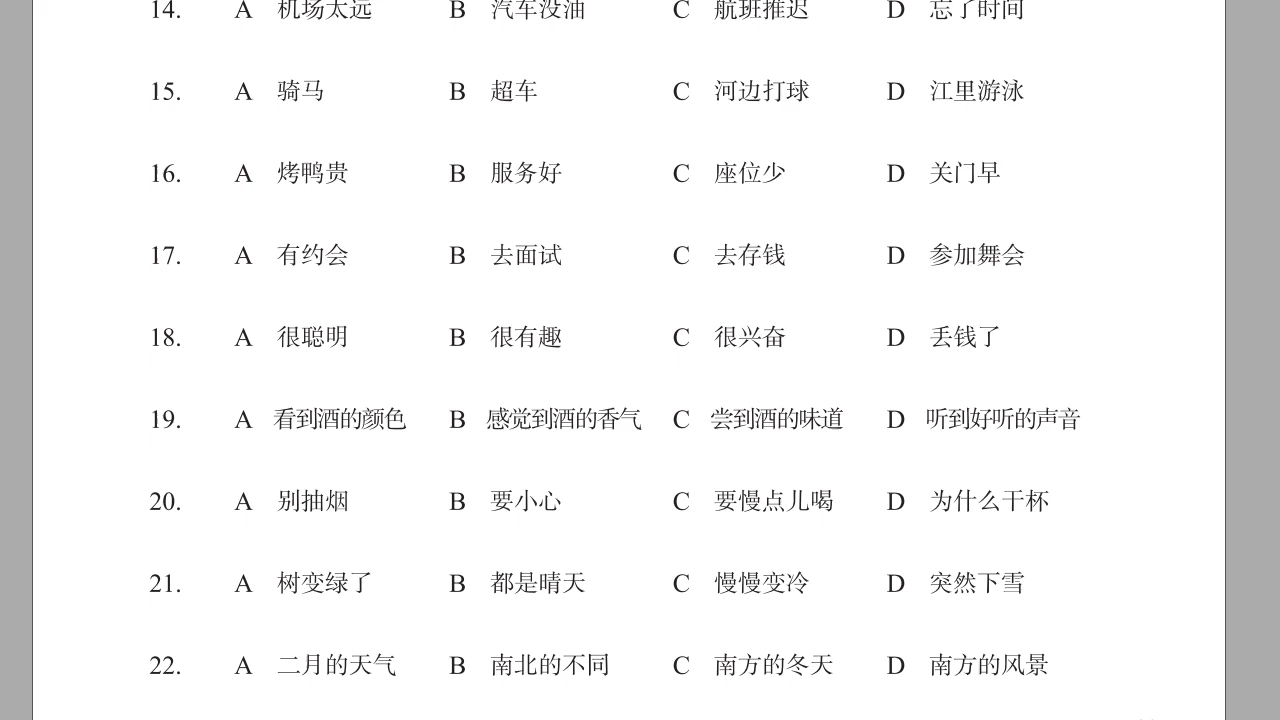 14. A 机场太远 B 汽车没油 C 航班推迟 D 忘了时间
15. A 骑马 B 超车 C 河边打球 D 江里游泳
16. A 烤鸭贵 B 服务好 C 座位少 D 关门早
17. A 有约会 B 去面试 C 去存钱 D 参加舞会
18. A 很聪明 B 很有趣 C 很兴奋 D 丢钱了
19. A 看到酒的颜色 B 感觉到酒的香气 C 尝到酒的味道 D 听到好听的声音
20. A 别抽烟 B 要小心 C 要慢点儿喝 D 为什么干杯
21. A 树变绿了 B 都是晴天 C 慢慢变冷 D 突然下雪
22. A 二月的天气 B 南北的不同 C 南方的冬天 D 南方的风景